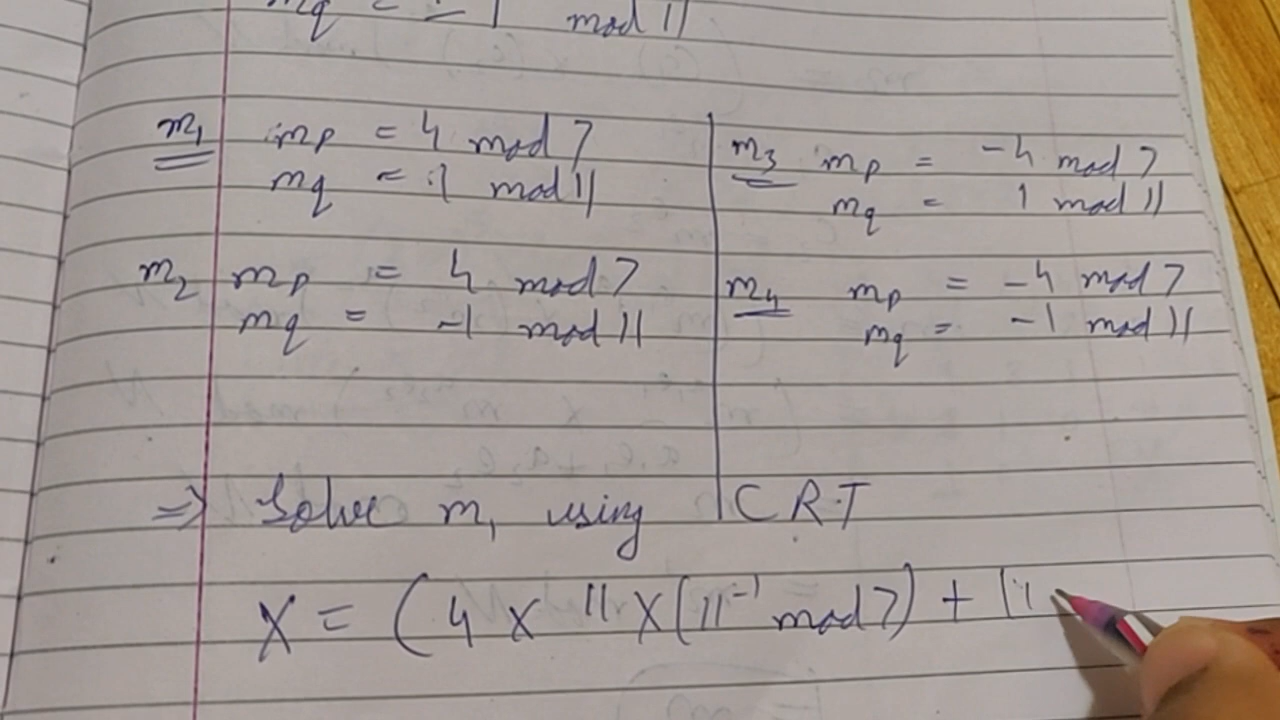 mq = ± 1 mod 11
m1 mp = 4 mod 7
mq = 1 mod 11
m2 mp = 4 mod 7
mq = -1 mod 11
m3 mp = -4 mod 7
mq = 1 mod 11
m4 mp = -4 mod 7
mq = -1 mod 11
=> Solve m1 using CRT
X = (4 x 11 x (11⁻¹ mod 7) + (1